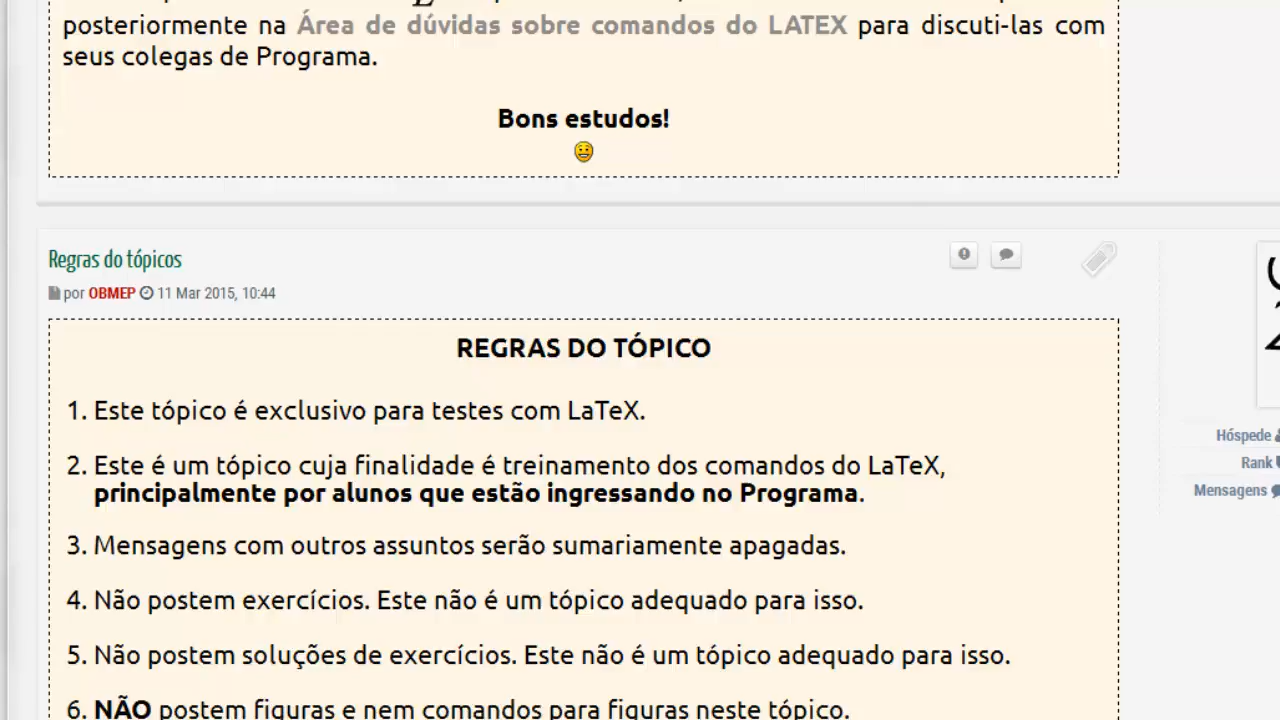 posteriormente na Área de dúvidas sobre comandos do LATEX para discuti-las com
seus colegas de Programa.
Bons estudos!
Regras do tópicos
por OBMEP 11 Mar 2015, 10:44
REGRAS DO TÓPICO
1. Este tópico é exclusivo para testes com LaTeX.
2. Este é um tópico cuja finalidade é treinamento dos comandos do LaTeX,
principalmente por alunos que estão ingressando no Programa.
3. Mensagens com outros assuntos serão sumariamente apagadas.
4. Não postem exercícios. Este não é um tópico adequado para isso.
5. Não postem soluções de exercícios. Este não é um tópico adequado para isso.
6. NÃO postem figuras e nem comandos para figuras neste tópico.
Hóspede
Rank
Mensagens